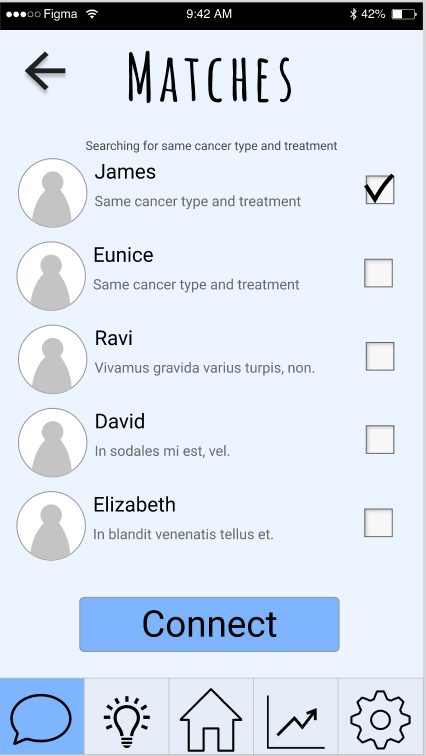 Figma 9:42 AM 42%
Matches
Searching for same cancer type and treatment
James
Same cancer type and treatment
Eunice
Same cancer type and treatment
Ravi
Vivamus gravida varius turpis, non.
David
In sodales mi est, vel.
Elizabeth
In blandit venenatis tellus et.
Connect